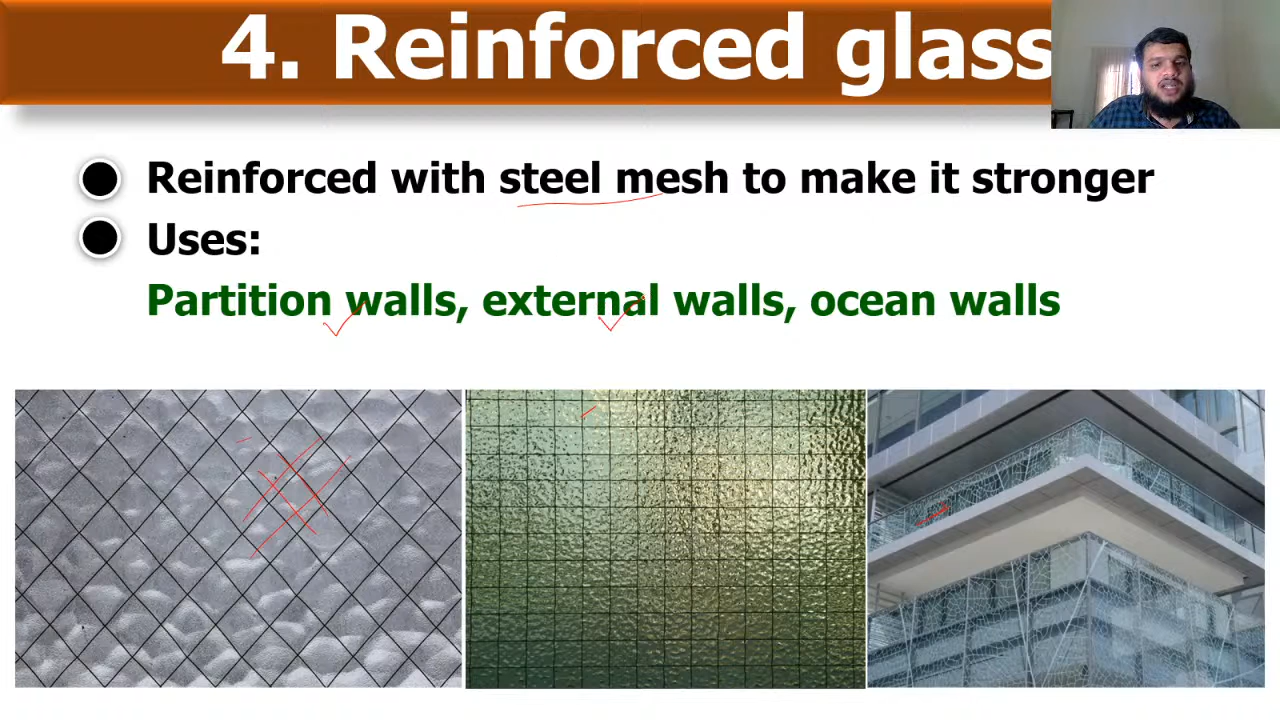 4. Reinforced glass
Reinforced with steel mesh to make it stronger
Uses:
Partition walls, external walls, ocean walls